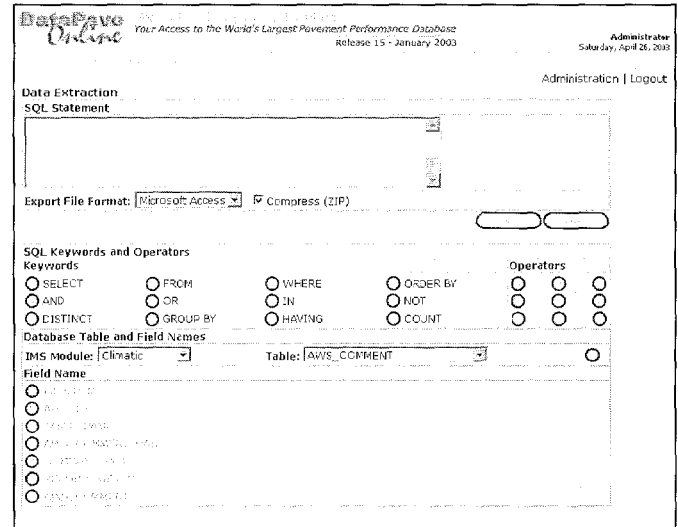 DataPave
Online
Your Access to the World's Largest Pavement Performance Database
Release 15 - January 2003
Administrator
Saturday, April 26, 2003
Administration | Logout
Data Extraction
SQL Statement
Export File Format: Microsoft Access Compress (ZIP)
SQL Keywords and Operators
Keywords Operators
SELECT FROM WHERE ORDER BY
AND OR IN NOT
DISTINCT GROUP BY HAVING COUNT
Database Table and Field Names
IMS Module: Climatic Table: AWS_COMMENT
Field Name